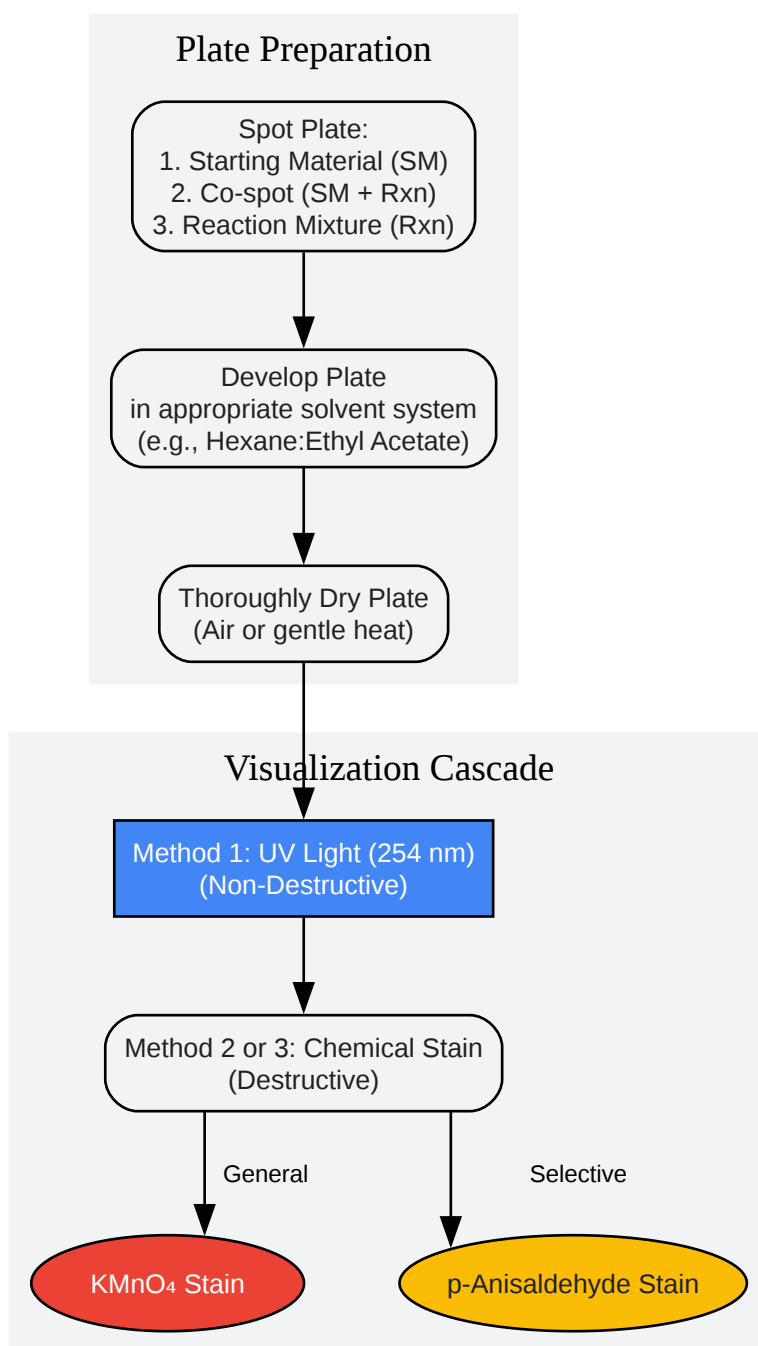 Plate Preparation
Spot Plate:
1. Starting Material (SM)
2. Co-spot (SM + Rxn)
3. Reaction Mixture (Rxn)
Develop Plate
in appropriate solvent system
(e.g., Hexane:Ethyl Acetate)
Thoroughly Dry Plate
(Air or gentle heat)
Visualization Cascade
Method 1: UV Light (254 nm)
(Non-Destructive)
Method 2 or 3: Chemical Stain
(Destructive)
General
Selective
KMnO₄ Stain
p-Anisaldehyde Stain